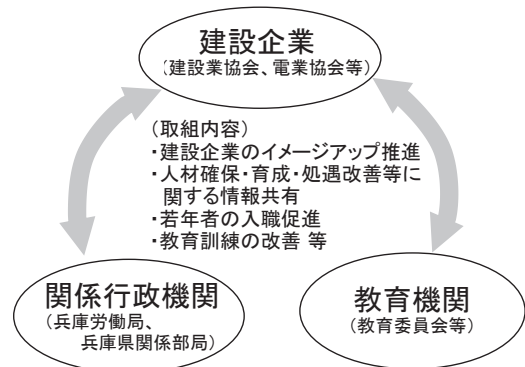 建設企業
(建設業協会、電業協会等)
(取組内容)
・建設企業のイメージアップ推進
・人材確保・育成・処遇改善等に
関する情報共有
・若年者の入職促進
・教育訓練の改善 等
関係行政機関
(兵庫労働局、
兵庫県関係部局)
教育機関
(教育委員会等)